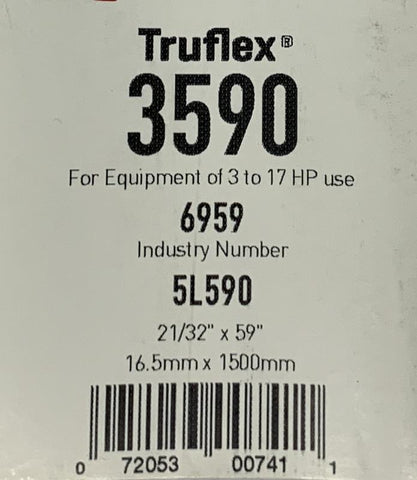 Truflex®
3590
For Equipment of 3 to 17 HP use
6959
Industry Number
5L590
21/32" x 59"
16.5mm x 1500mm
0 72053 00741 1